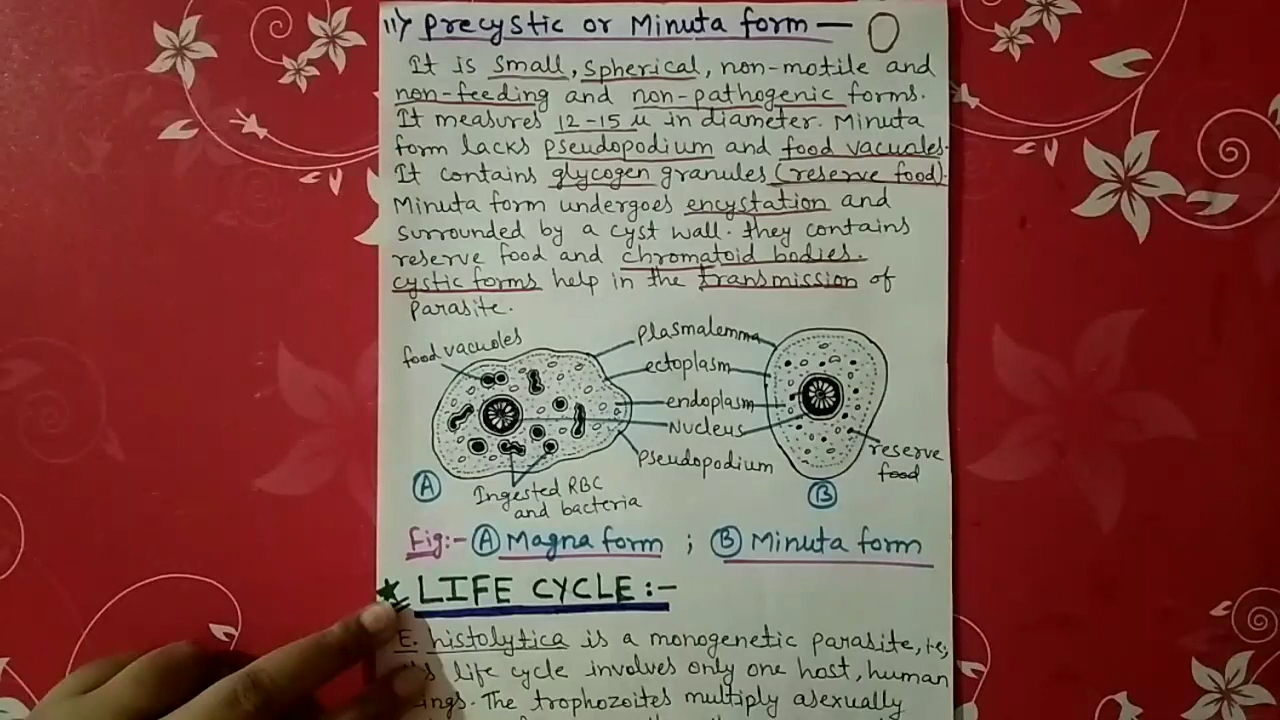 ii) Precystic or Minuta form —
It is small, spherical, non-motile and
non-feeding and non-pathogenic forms.
It measures 12-15 µ in diameter. Minuta
form lacks pseudopodium and food vacuales.
It contains glycogen granules (reserve food).
Minuta form undergoes encystation and
surrounded by a cyst wall. they contains
reserve food and chromatoid bodies.
cystic forms help in the transmission of
parasite.
food vacuoles
plasmalemma
ectoplasm
endoplasm
Nucleus
pseudopodium
reserve
food
Ingested RBC
and bacteria
A
B
Fig:- A Magna form ; B Minuta form
LIFE CYCLE:-
E. histolytica is a monogenetic parasite, i.e,
life cycle involves only one host, human
The trophozoites multiply asexually